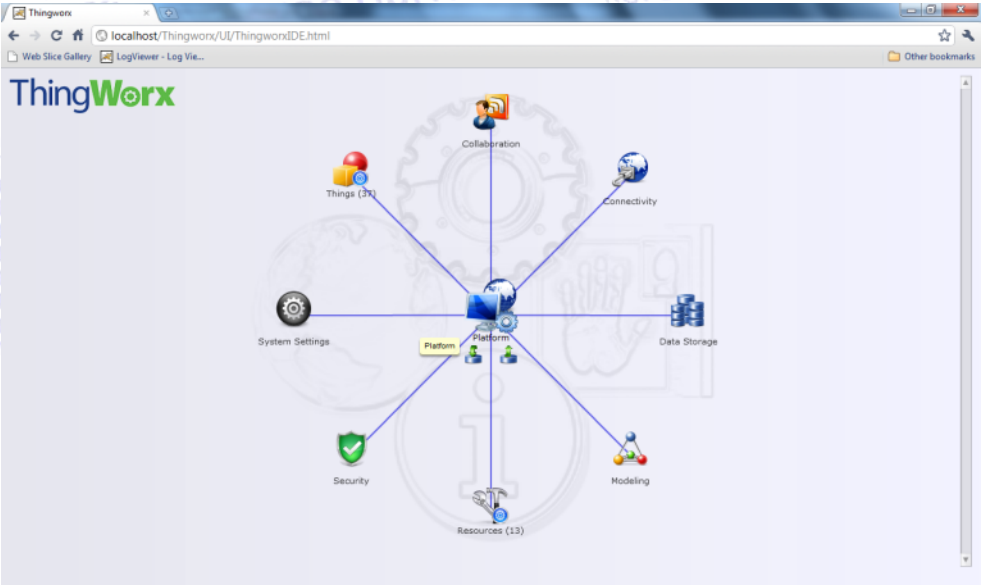 Thingworx
localhost/Thingworx/UI/ThingworxIDE.html
Web Slice Gallery
LogViewer - Log Vie...
Other bookmarks
ThingWorx
Collaboration
Things (37)
Connectivity
System Settings
Platform
Platform
Data Storage
Security
Modeling
Resources (13)